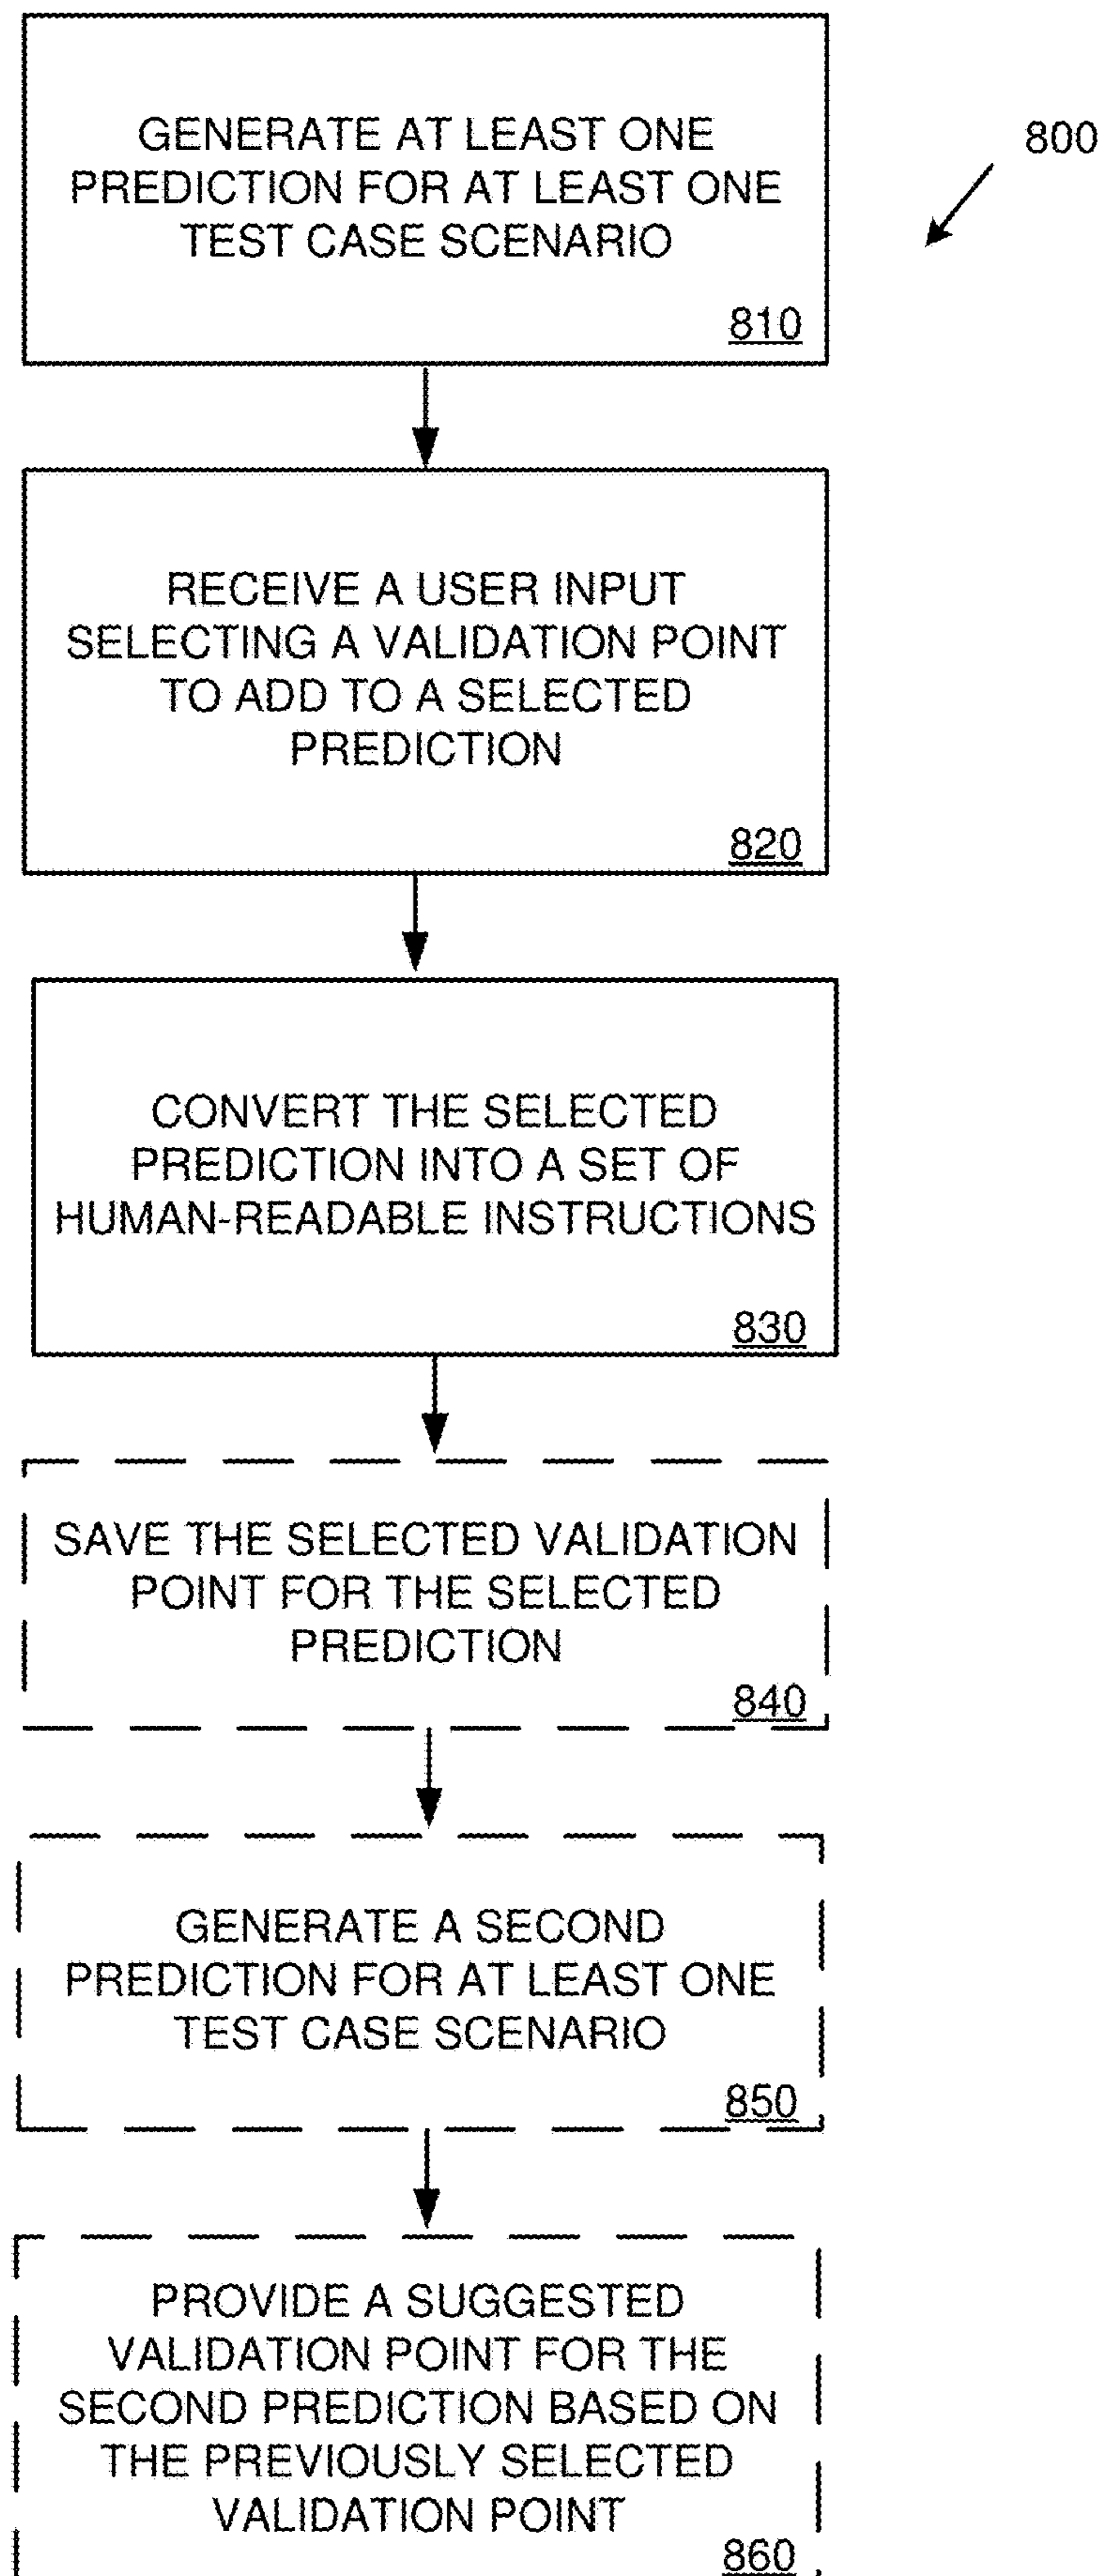 GENERATE AT LEAST ONE
PREDICTION FOR AT LEAST ONE
TEST CASE SCENARIO
810
800
RECEIVE A USER INPUT
SELECTING A VALIDATION POINT
TO ADD TO A SELECTED
PREDICTION
820
CONVERT THE SELECTED
PREDICTION INTO A SET OF
HUMAN-READABLE INSTRUCTIONS
830
SAVE THE SELECTED VALIDATION
POINT FOR THE SELECTED
PREDICTION
840
GENERATE A SECOND
PREDICTION FOR AT LEAST ONE
TEST CASE SCENARIO
850
PROVIDE A SUGGESTED
VALIDATION POINT FOR THE
SECOND PREDICTION BASED ON
THE PREVIOUSLY SELECTED
VALIDATION POINT
860